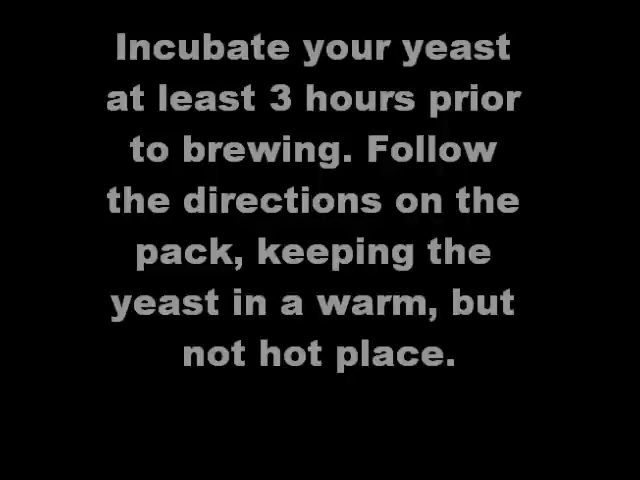 Incubate your yeast
at least 3 hours prior
to brewing. Follow
the directions on the
pack, keeping the
yeast in a warm, but
not hot place.